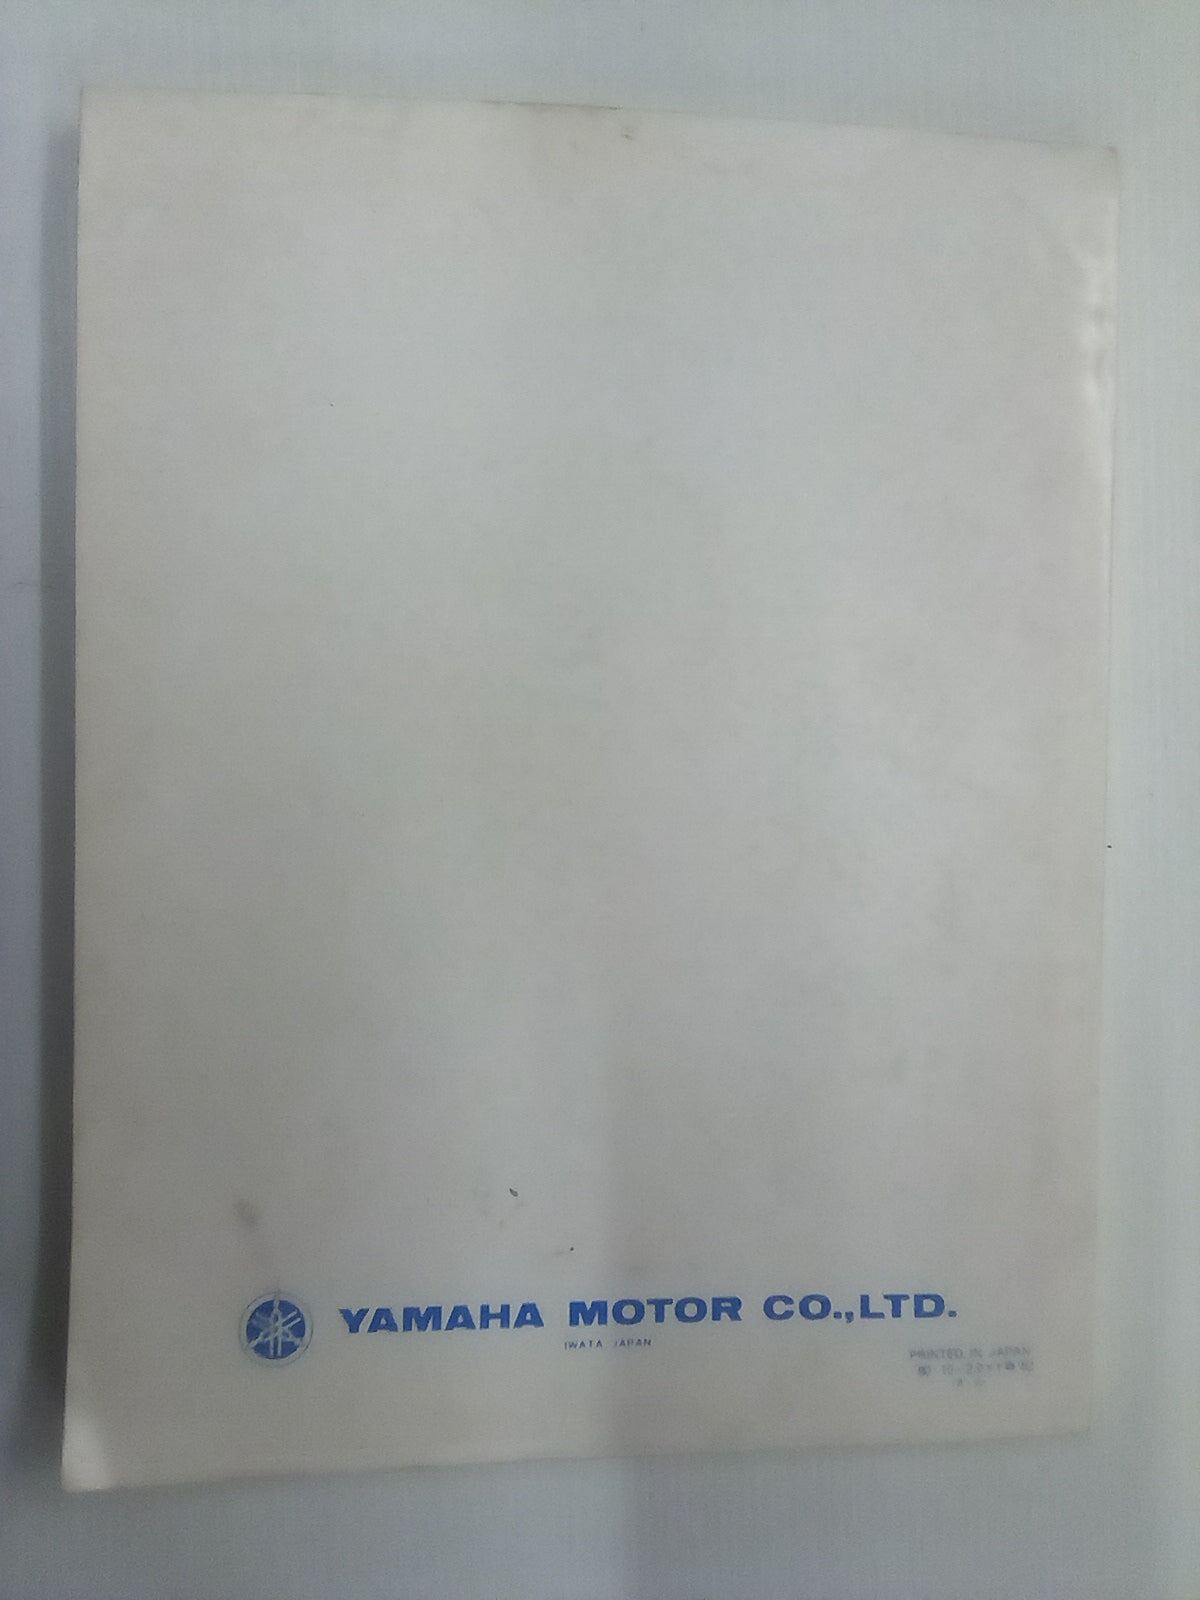 YAMAHA MOTOR CO.,LTD.
IWATA JAPAN
PRINTED IN JAPAN